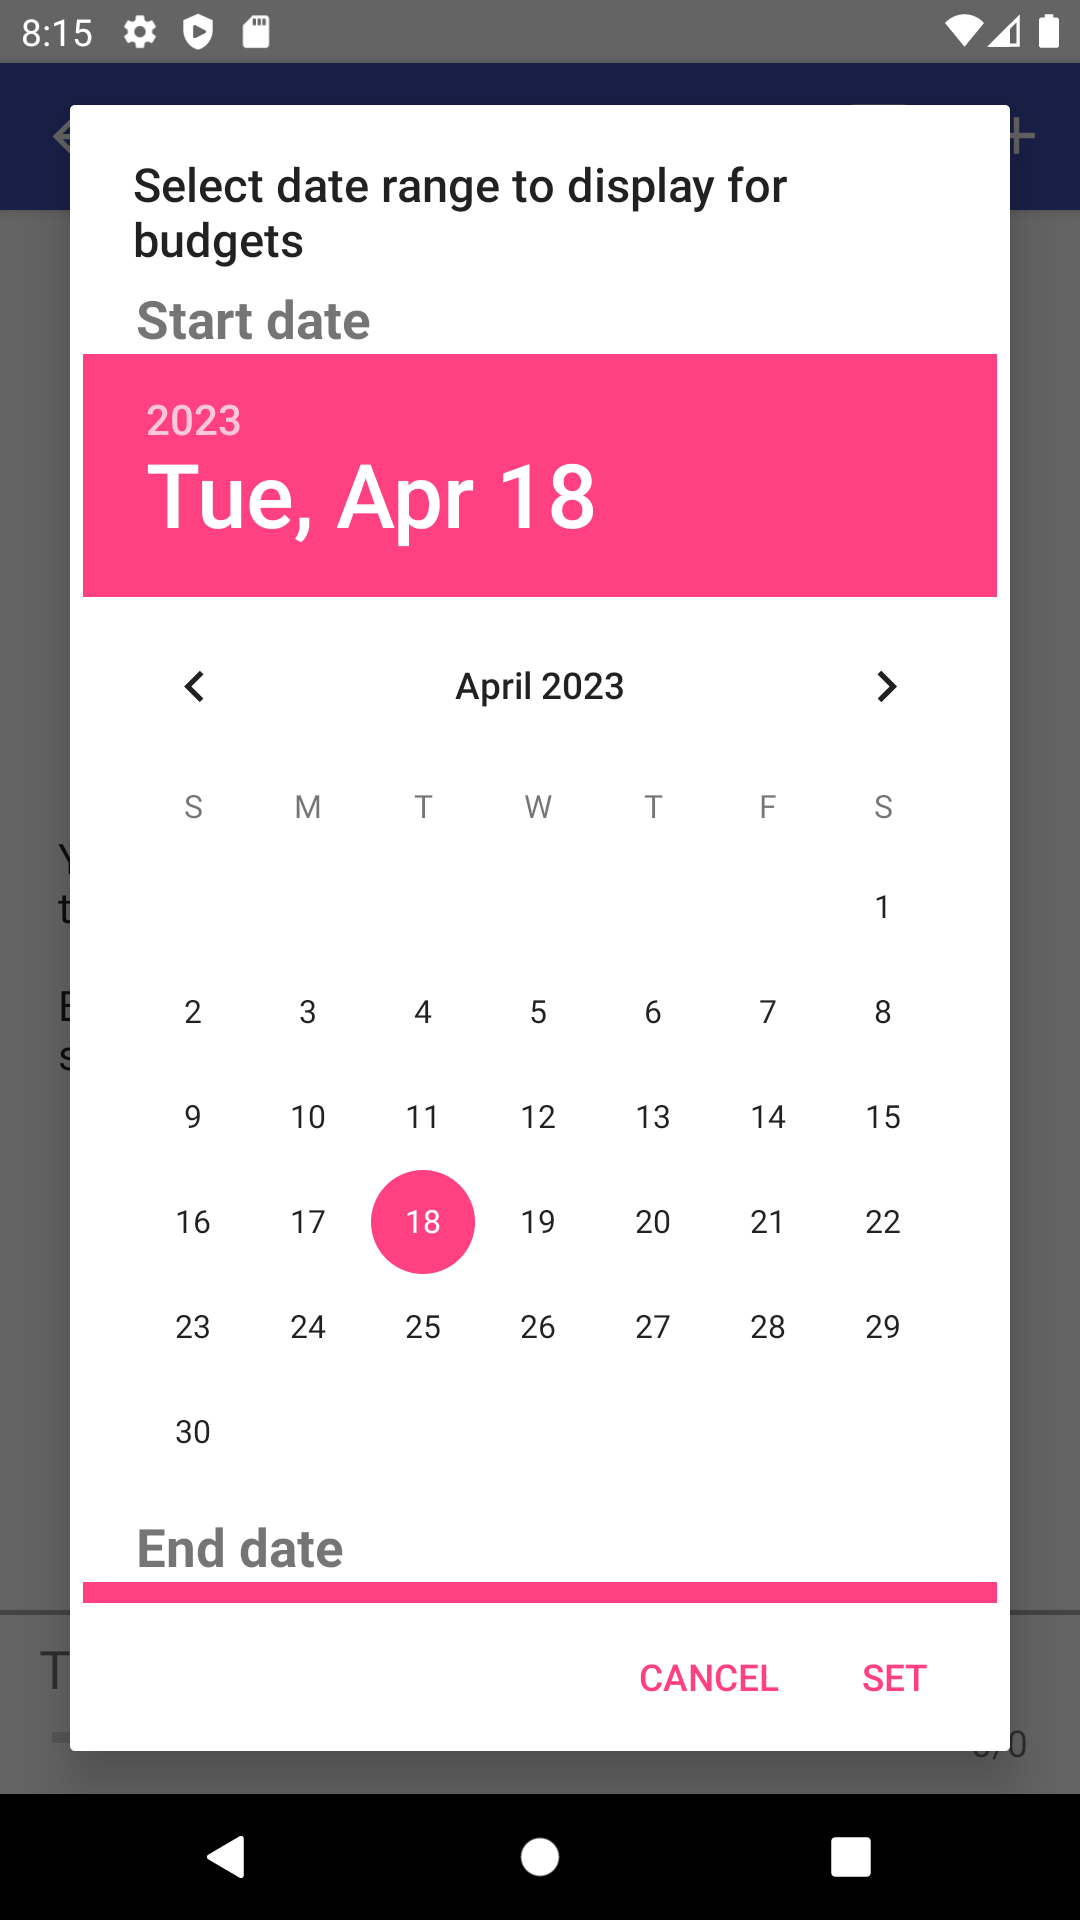 8:15
Select date range to display for
budgets
Start date
2023
Tue, Apr 18
April 2023
S M T W T F S
1
2 3 4 5 6 7 8
9 10 11 12 13 14 15
16 17 18 19 20 21 22
23 24 25 26 27 28 29
30
End date
CANCEL SET